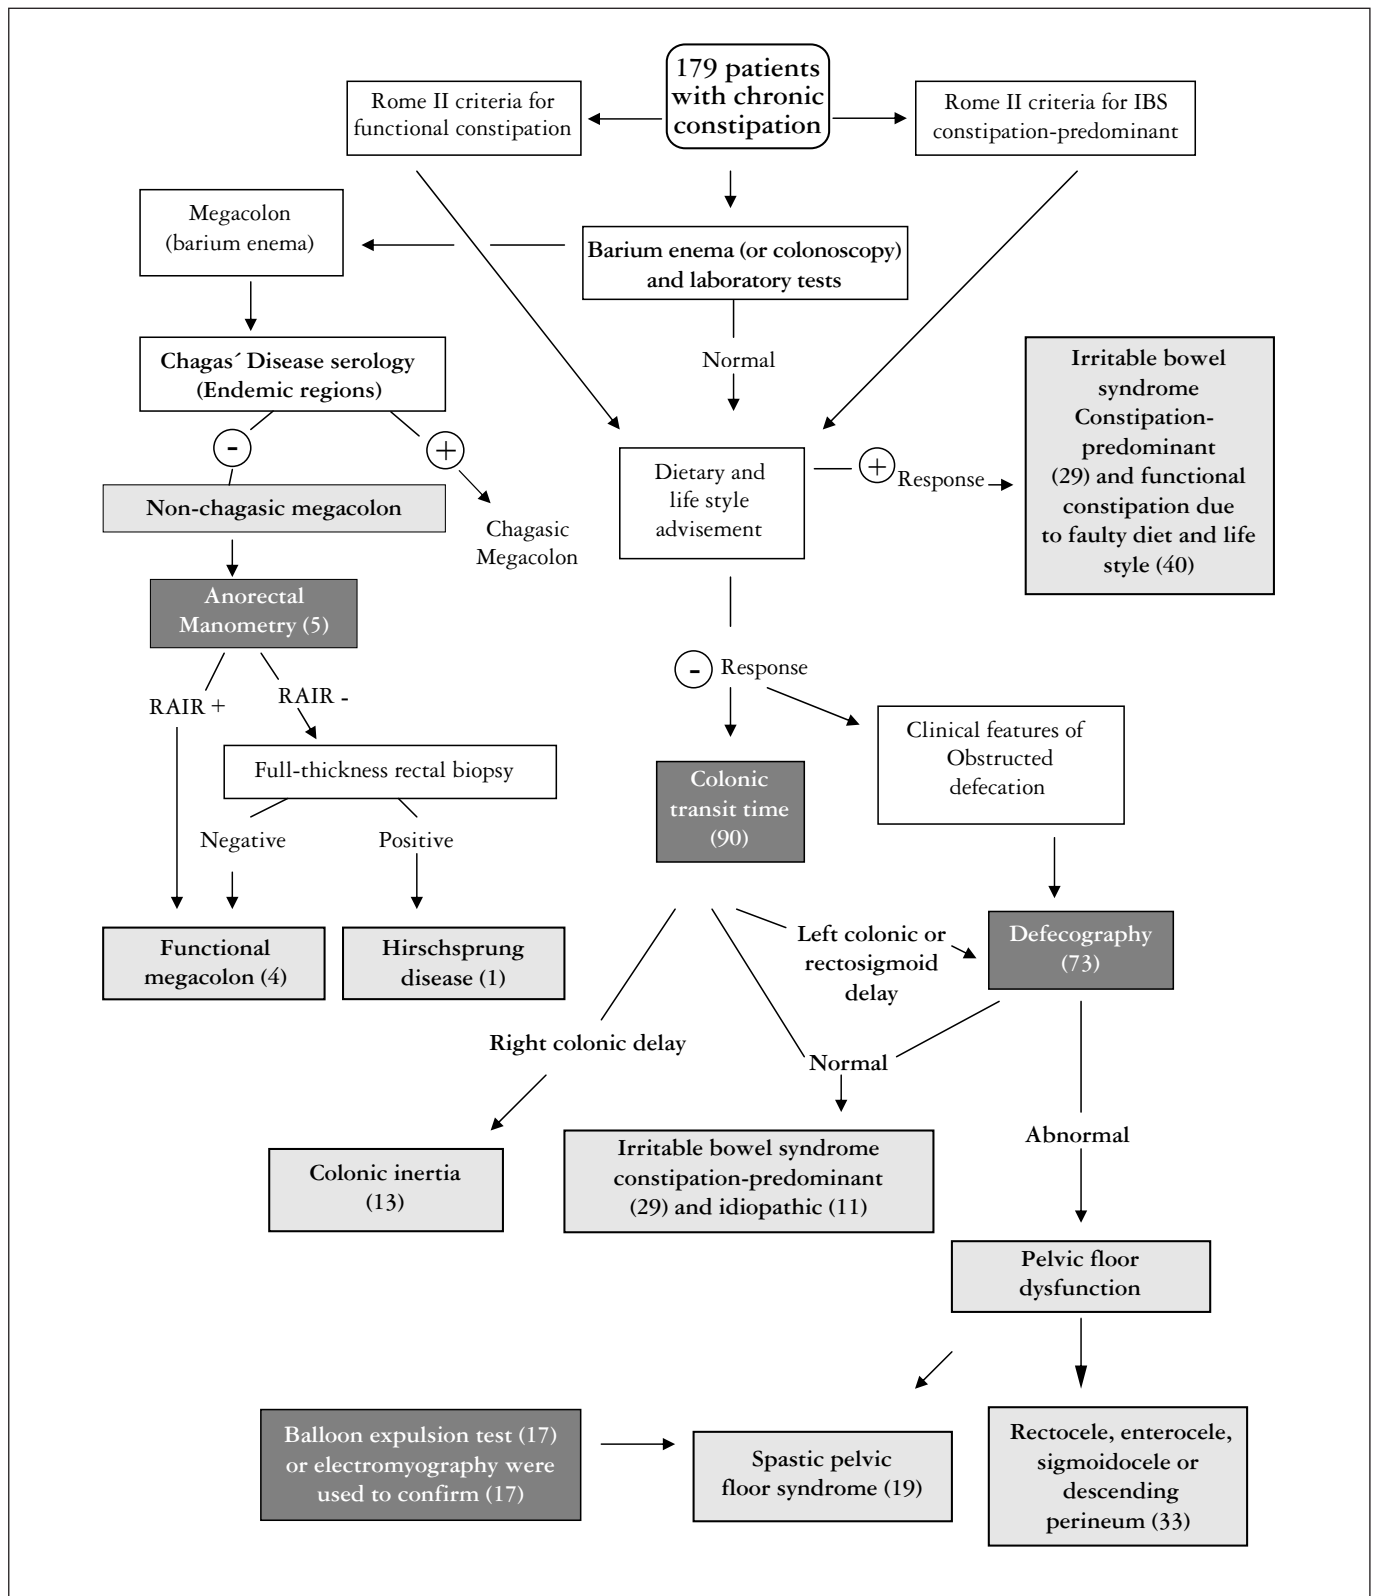 179 patients
with chronic
constipation
Rome II criteria for
functional constipation
Rome II criteria for IBS
constipation-predominant
Megacolon
(barium enema)
Barium enema (or colonoscopy)
and laboratory tests
Normal
Chagas´ Disease serology
(Endemic regions)
-
+
Non-chagasic megacolon
Chagasic
Megacolon
Dietary and
life style
advisement
+
Response
Irritable bowel
syndrome
Constipation-
predominant
(29) and functional
constipation due
to faulty diet and life
style (40)
Anorectal
Manometry (5)
RAIR +
RAIR -
Full-thickness rectal biopsy
Negative
Positive
Functional
megacolon (4)
Hirschsprung
disease (1)
-
Response
Colonic
transit time
(90)
Clinical features of
Obstructed
defecation
Left colonic or
rectosigmoid
delay
Defecography
(73)
Right colonic delay
Normal
Abnormal
Colonic inertia
(13)
Irritable bowel syndrome
constipation-predominant
(29) and idiopathic (11)
Pelvic floor
dysfunction
Balloon expulsion test (17)
or electromyography were
used to confirm (17)
Spastic pelvic
floor syndrome (19)
Rectocele, enterocele,
sigmoidocele or
descending
perineum (33)